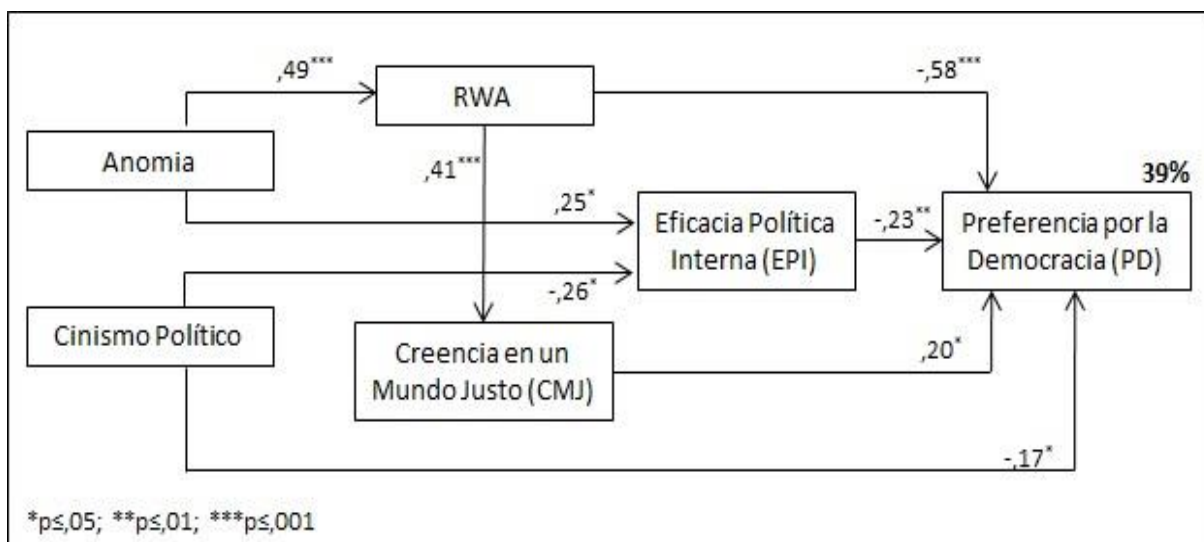 ,49***
RWA
-,58***
Anomia
,41***
39%
,25*
Eficacia Política
Interna (EPI)
-,23**
Preferencia por la
Democracia (PD)
-,26*
Cinismo Político
Creencia en un
Mundo Justo (CMJ)
,20*
-,17*
*p≤,05; **p≤,01; ***p≤,001